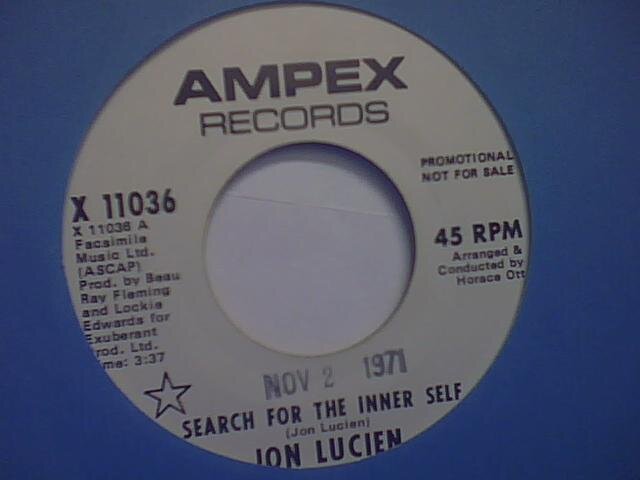 AMPEX
RECORDS
PROMOTIONAL
NOT FOR SALE
X 11036
X 11036 A
Facsimile
Music Ltd.
(ASCAP)
Prod. by Beau
Ray Fleming
and Lockie
Edwards for
Exuberant
rod. Ltd.
me: 3:37
45 RPM
Arranged &
Conducted by
Horace Ott
NOV 2 1971
SEARCH FOR THE INNER SELF
(Jon Lucien)
JON LUCIEN